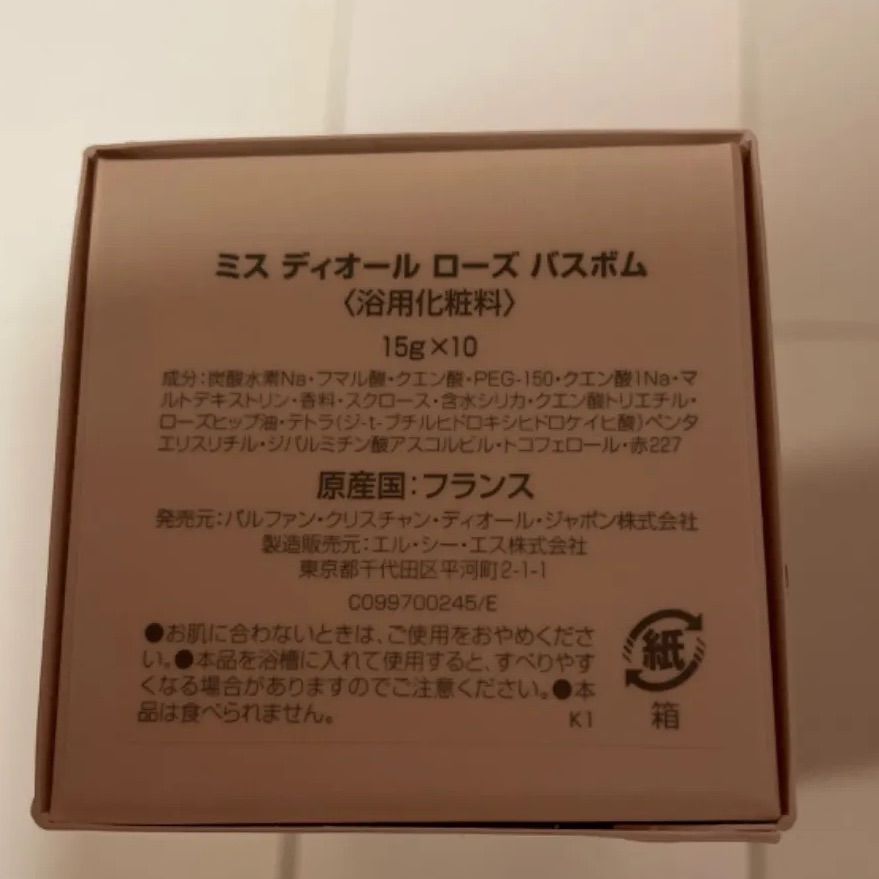 ミス ディオール ローズ バスボム
〈浴用化粧料〉
15g×10
成分：炭酸水素Na・フマル酸・クエン酸・PEG-150・クエン酸1Na・マ
ルトデキストリン・香料・スクロース・含水シリカ・クエン酸トリエチル・
ローズヒップ油・テトラ(ジ-t-ブチルヒドロキシヒドロケイヒ酸)ペンタ
エリスリチル・ジパルミチン酸アスコルビル・トコフェロール・赤227
原産国：フランス
発売元：パルファン・クリスチャン・ディオール・ジャポン株式会社
製造販売元：エル・シー・エス株式会社
東京都千代田区平河町2-1-1
C099700245/E
●お肌に合わないときは、ご使用をおやめくださ
い。●本品を浴槽に入れて使用すると、すべりやす
くなる場合がありますのでご注意ください。●本
品は食べられません。
K1
紙
箱